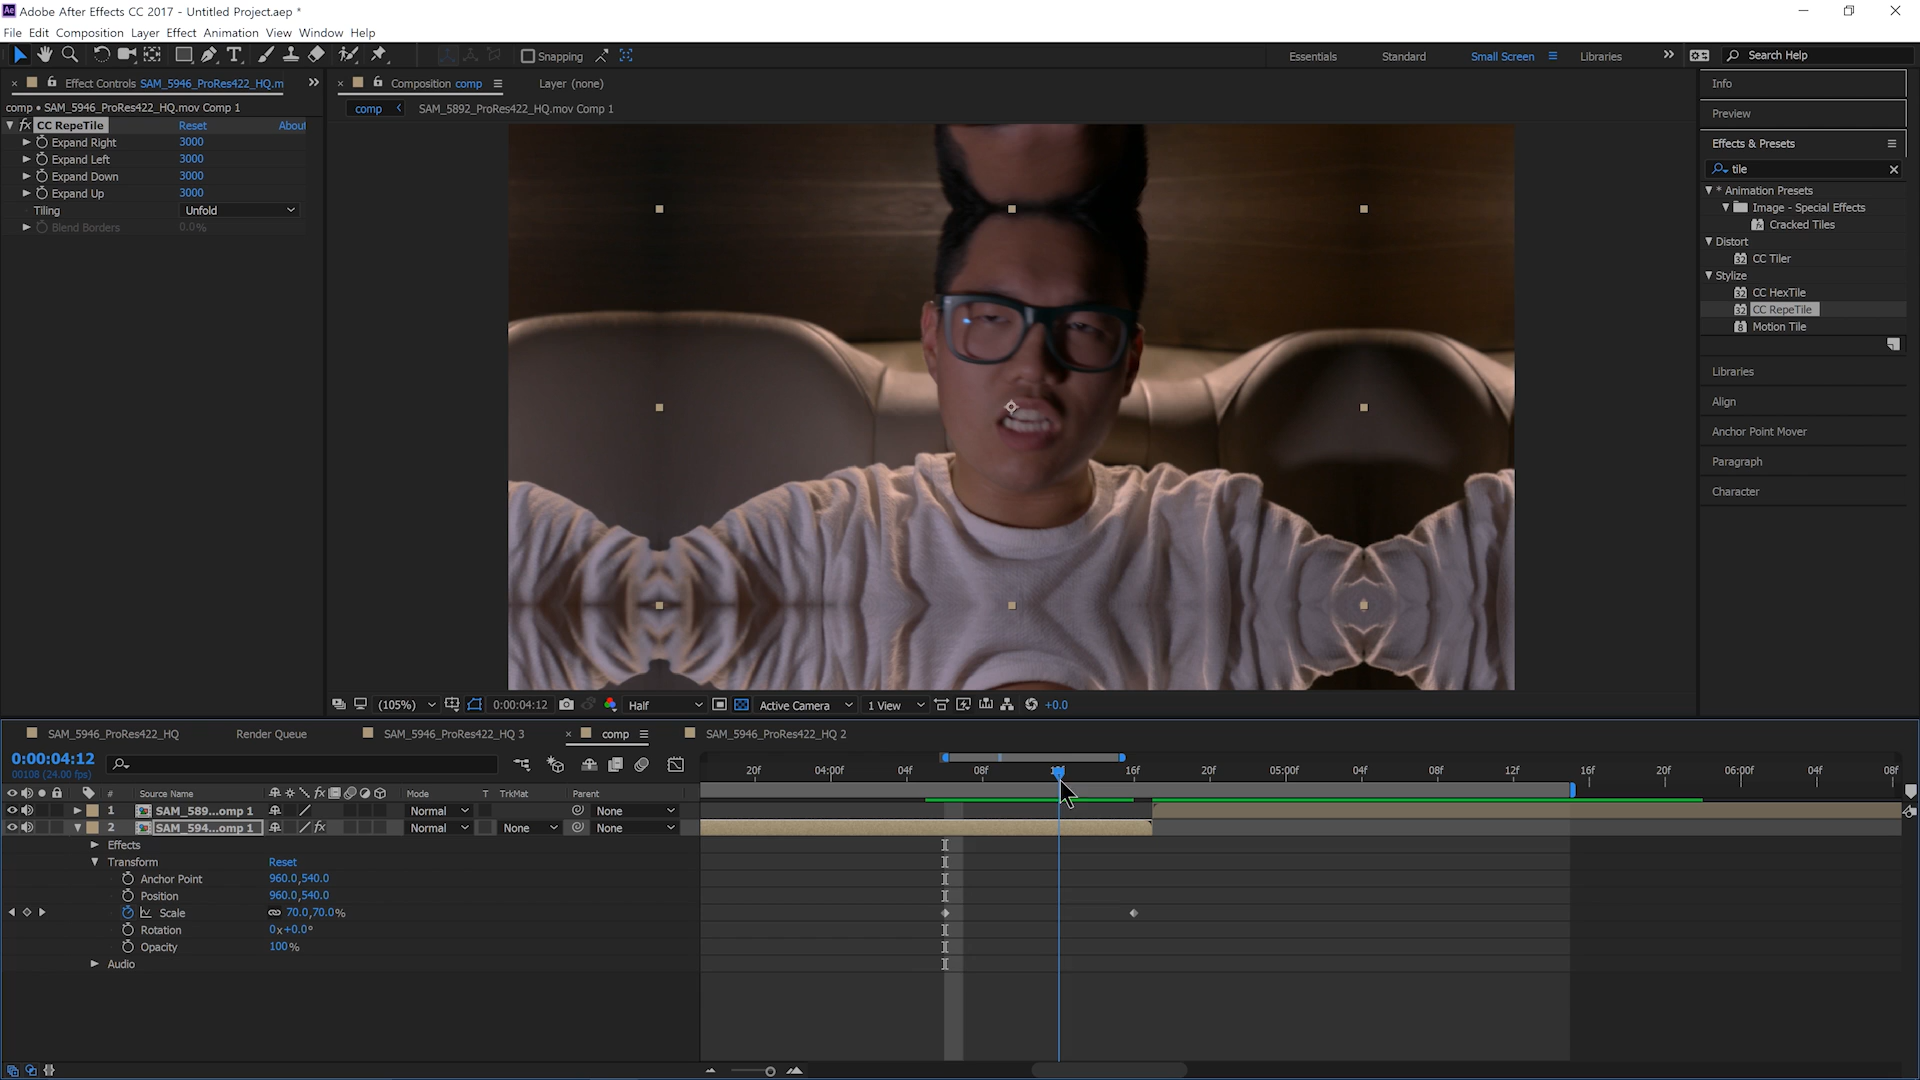 Adobe After Effects CC 2017 - Untitled Project.aep *
File Edit Composition Layer Effect Animation View Window Help
Snapping
Essentials Standard Small Screen Libraries Search Help
Effect Controls SAM_5946_ProRes422_HQ.m
Composition comp
Layer (none)
comp • SAM_5946_ProRes422_HQ.mov Comp 1
comp SAM_5892_ProRes422_HQ.mov Comp 1
fx CC RepeTile Reset About
Expand Right 3000
Expand Left 3000
Expand Down 3000
Expand Up 3000
Tiling Unfold
Blend Borders 0.0%
Info
Preview
Effects & Presets
tile
* Animation Presets
Image - Special Effects
Cracked Tiles
Distort
CC Tiler
Stylize
CC HexTile
CC RepeTile
Motion Tile
Libraries
Align
Anchor Point Mover
Paragraph
Character
(105%) 0:00:04:12 Half Active Camera 1 View +0.0
SAM_5946_ProRes422_HQ Render Queue SAM_5946_ProRes422_HQ 3 comp SAM_5946_ProRes422_HQ 2
0:00:04:12
00108 (24.00 fps)
20f 04:00f 04f 08f 12f 16f 20f 05:00f 04f 08f 12f 16f 20f 06:00f 04f 08f
# Source Name fx Mode T TrkMat Parent
1 SAM_589...omp 1 Normal None
2 SAM_594...omp 1 fx Normal None None
Effects
Transform Reset
Anchor Point 960.0,540.0
Position 960.0,540.0
Scale 70.0,70.0%
Rotation 0x+0.0°
Opacity 100%
Audio